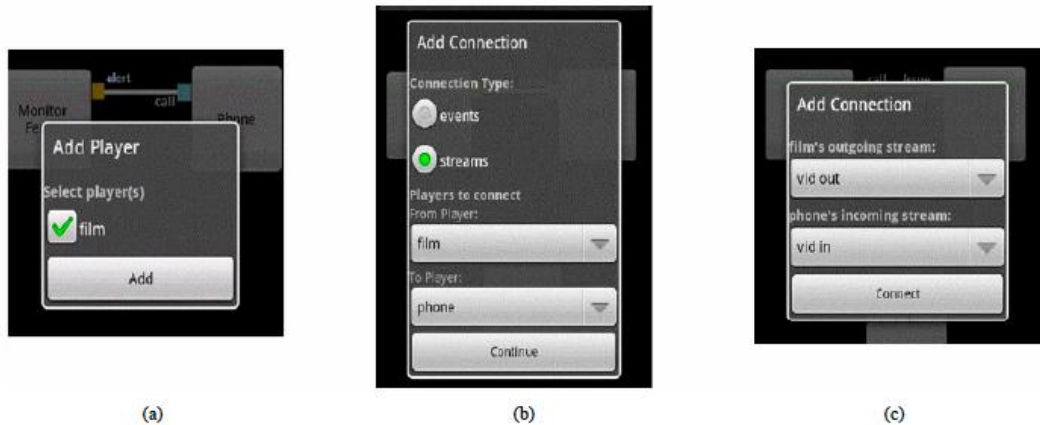 alert
call
Monitor
Fe
Phone
Add Player
Select player(s)
film
Add
(a)
Add Connection
Connection Type:
events
streams
Players to connect
From Player:
film
To Player:
phone
Continue
(b)
call
Add Connection
film's outgoing stream:
vid out
phone's incoming stream:
vid in
Connect
(c)